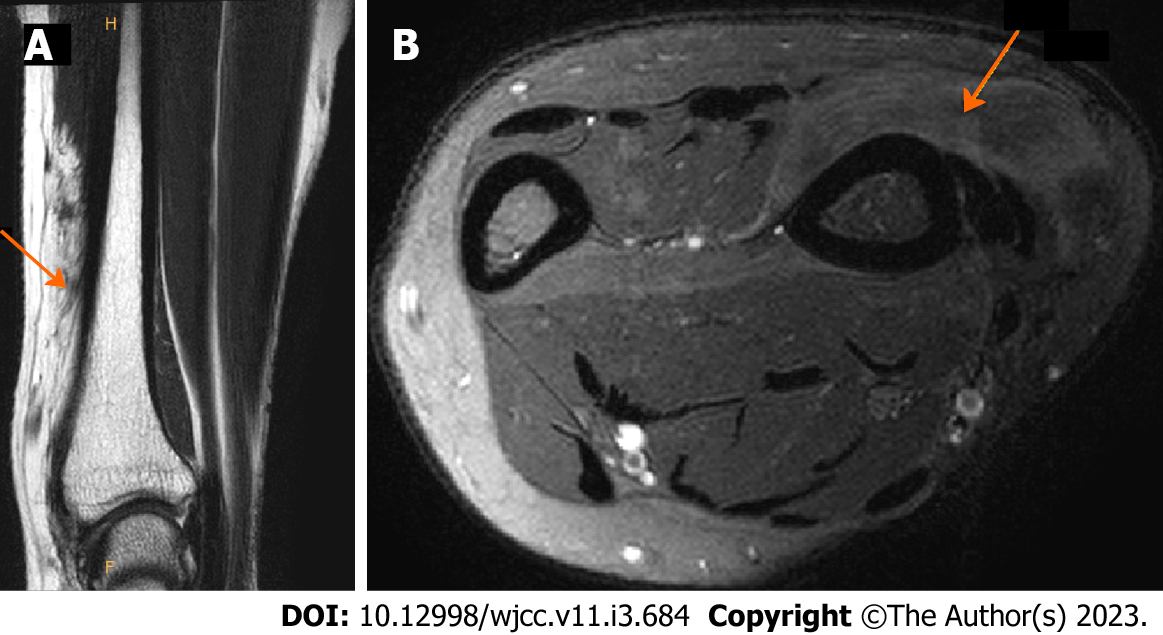 A
H
B
F
DOI: 10.12998/wjcc.v11.i3.684 Copyright ©The Author(s) 2023.